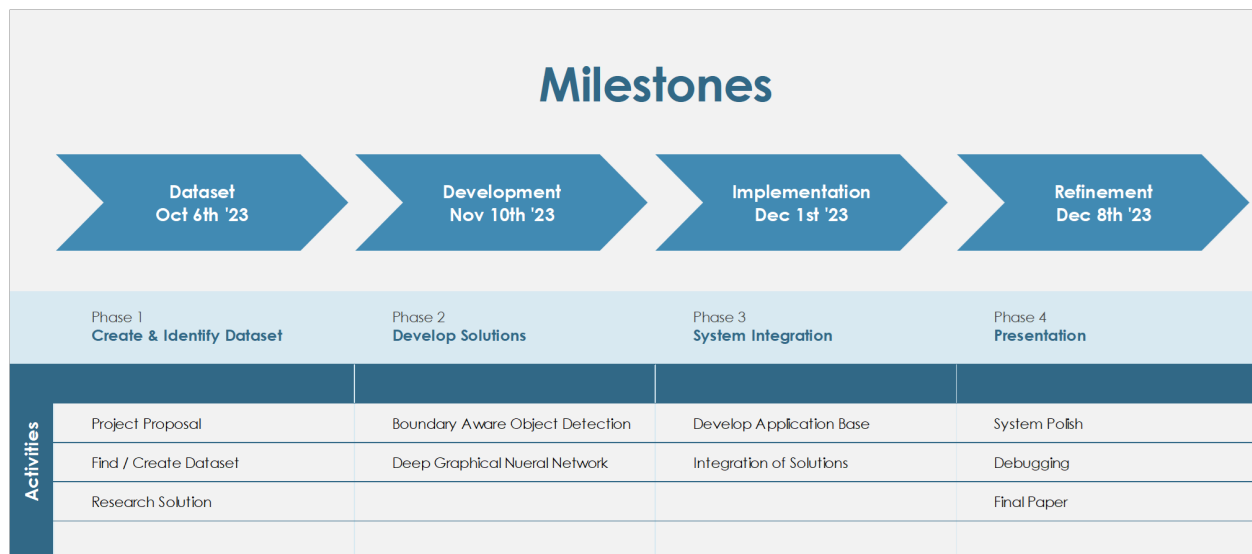 Milestones
Dataset
Oct 6th '23
Development
Nov 10th '23
Implementation
Dec 1st '23
Refinement
Dec 8th '23
Phase 1
Create & Identify Dataset
Phase 2
Develop Solutions
Phase 3
System Integration
Phase 4
Presentation
Activities
Project Proposal
Boundary Aware Object Detection
Develop Application Base
System Polish
Find / Create Dataset
Deep Graphical Nueral Network
Integration of Solutions
Debugging
Research Solution
Final Paper